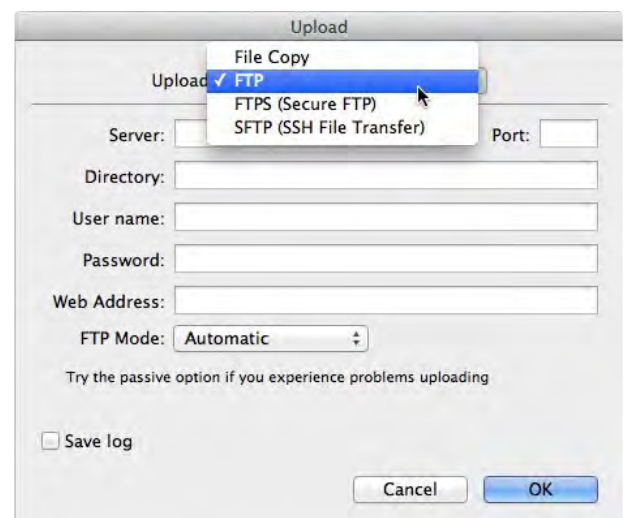 Upload
File Copy
Upload ✓ FTP
FTPS (Secure FTP)
SFTP (SSH File Transfer)
Server: Port:
Directory:
User name:
Password:
Web Address:
FTP Mode: Automatic
Try the passive option if you experience problems uploading
Save log
Cancel OK